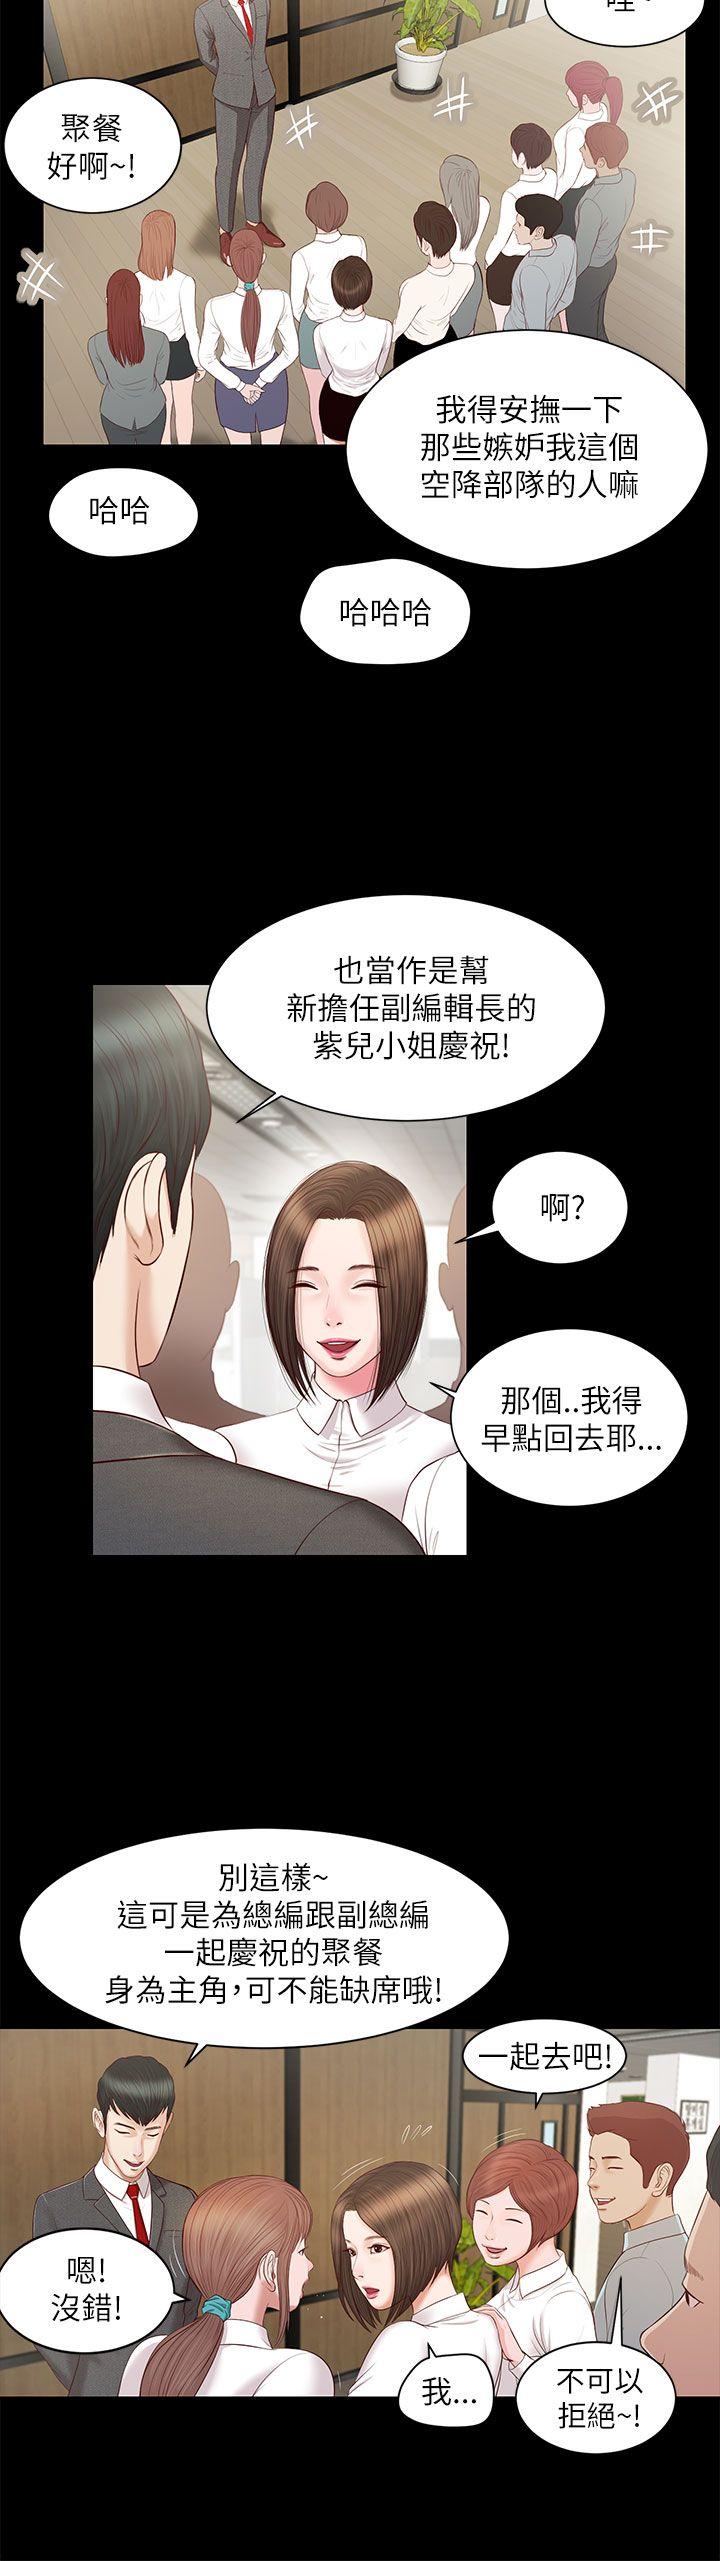 聚餐
好啊~!
我得安撫一下
那些嫉妒我這個
空降部隊的人嘛
哈哈
哈哈哈
也當作是幫
新擔任副編輯長的
紫兒小姐慶祝!
啊?
那個..我得
早點回去耶...
別這樣~
這可是為總編跟副總編
一起慶祝的聚餐
身為主角,可不能缺席哦!
一起去吧!
嗯!
沒錯!
我...
不可以
拒絕~!